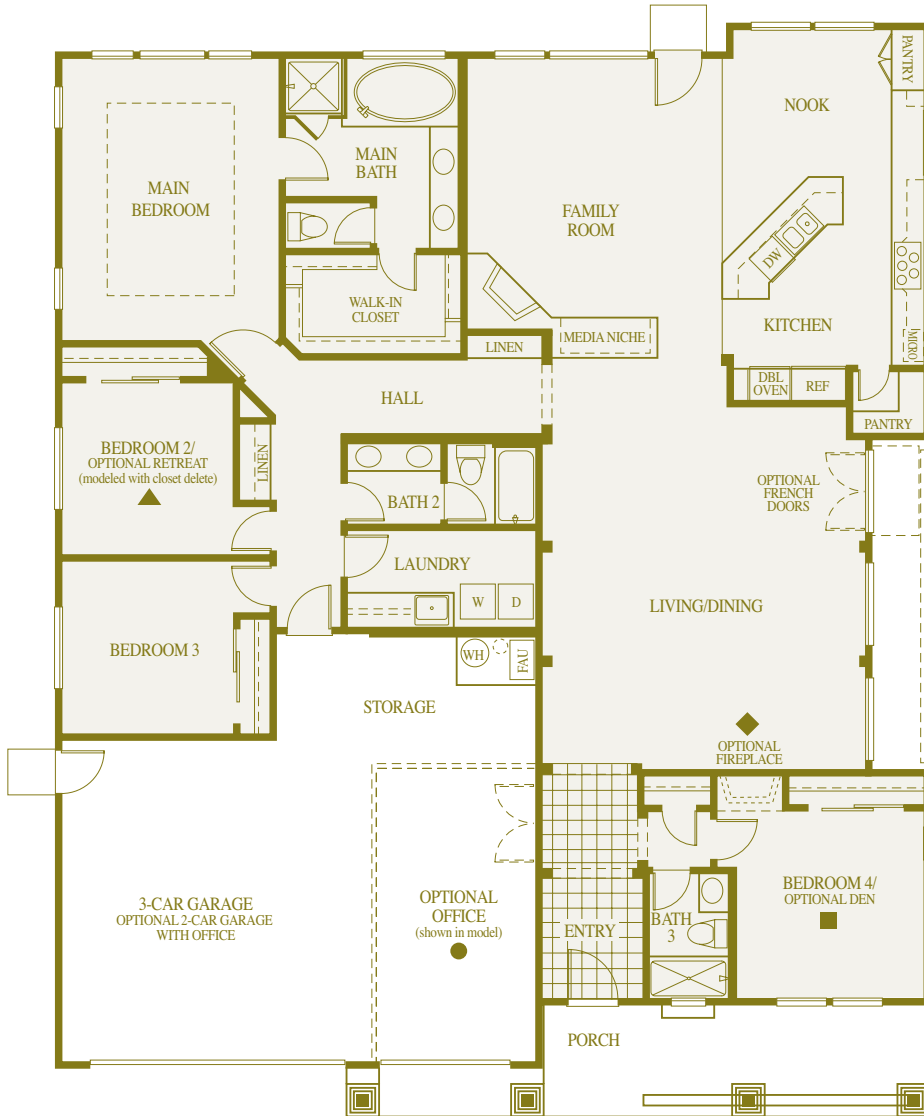 PANTRY
NOOK
MAIN
BATH
MAIN
BEDROOM
FAMILY
ROOM
DW
WALK-IN
CLOSET
KITCHEN
MICRO
MEDIA NICHE
LINEN
DBL
OVEN
REF
HALL
PANTRY
BEDROOM 2/
OPTIONAL RETREAT
(modeled with closet delete)
LINEN
BATH 2
OPTIONAL
FRENCH
DOORS
LAUNDRY
W
D
LIVING/DINING
BEDROOM 3
WH
FAU
STORAGE
OPTIONAL
FIREPLACE
3-CAR GARAGE
OPTIONAL 2-CAR GARAGE
WITH OFFICE
OPTIONAL
OFFICE
(shown in model)
ENTRY
BATH
3
BEDROOM 4/
OPTIONAL DEN
PORCH